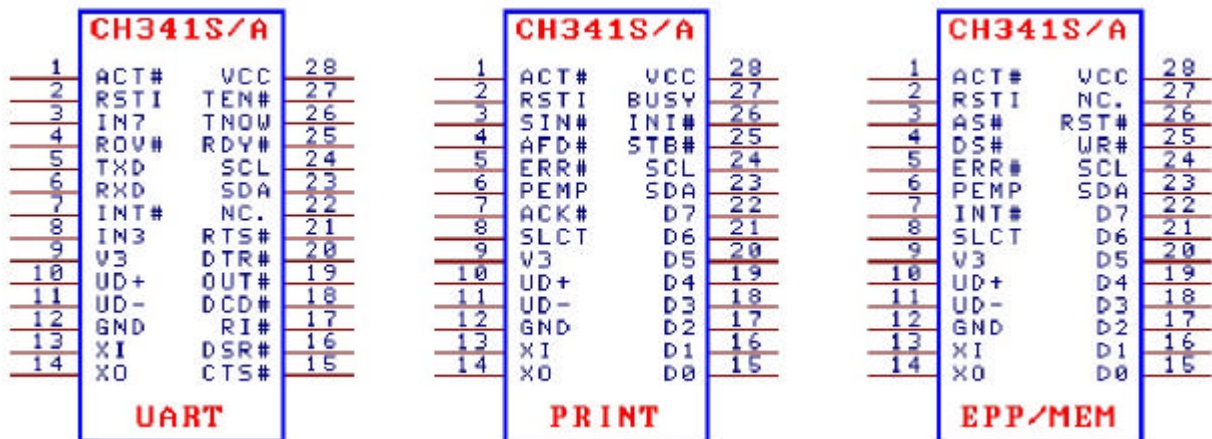 CH341S/A
1 ACT# VCC 28
2 RSTI TEN# 27
3 IN7 TNOW 26
4 ROV# RDY# 25
5 TXD SCL 24
6 RXD SDA 23
7 INT# NC. 22
8 IN3 RTS# 21
9 V3 DTR# 20
10 UD+ OUT# 19
11 UD- DCD# 18
12 GND RI# 17
13 XI DSR# 16
14 XO CTS# 15
UART
CH341S/A
1 ACT# VCC 28
2 RSTI BUSY 27
3 SIN# INI# 26
4 AFD# STB# 25
5 ERR# SCL 24
6 PEMP SDA 23
7 ACK# D7 22
8 SLCT D6 21
9 V3 D5 20
10 UD+ D4 19
11 UD- D3 18
12 GND D2 17
13 XI D1 16
14 XO D0 15
PRINT
CH341S/A
1 ACT# VCC 28
2 RSTI NC. 27
3 AS# RST# 26
4 DS# WR# 25
5 ERR# SCL 24
6 PEMP SDA 23
7 INT# D7 22
8 SLCT D6 21
9 V3 D5 20
10 UD+ D4 19
11 UD- D3 18
12 GND D2 17
13 XI D1 16
14 XO D0 15
EPP/MEM